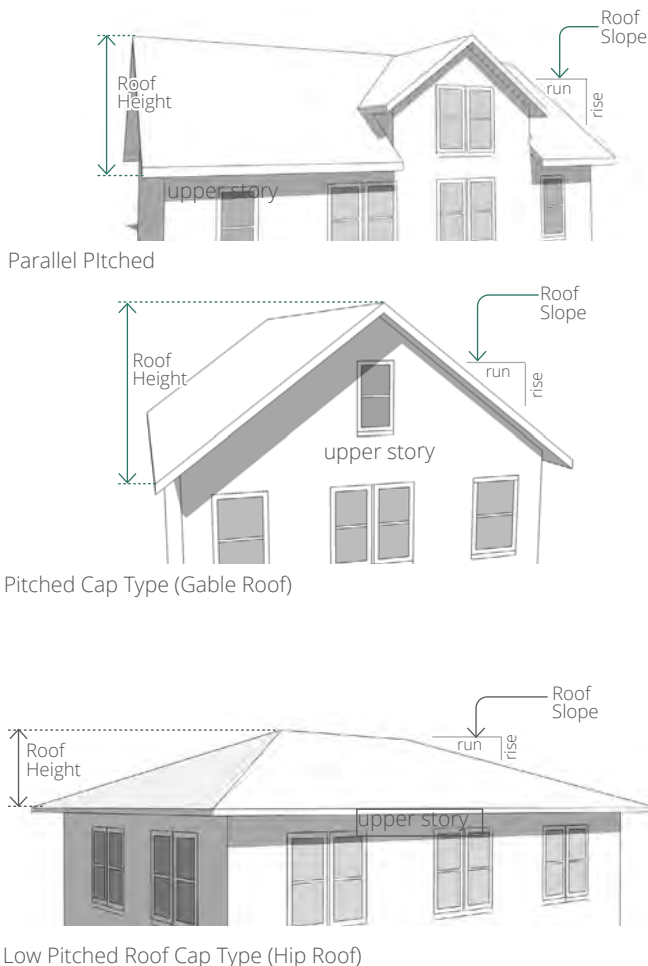 Roof
Slope
Roof
Height
run
rise
upper story
Parallel PItched
Roof
Slope
Roof
Height
run
rise
upper story
Pitched Cap Type (Gable Roof)
Roof
Slope
Roof
Height
run
rise
upper story
Low Pitched Roof Cap Type (Hip Roof)